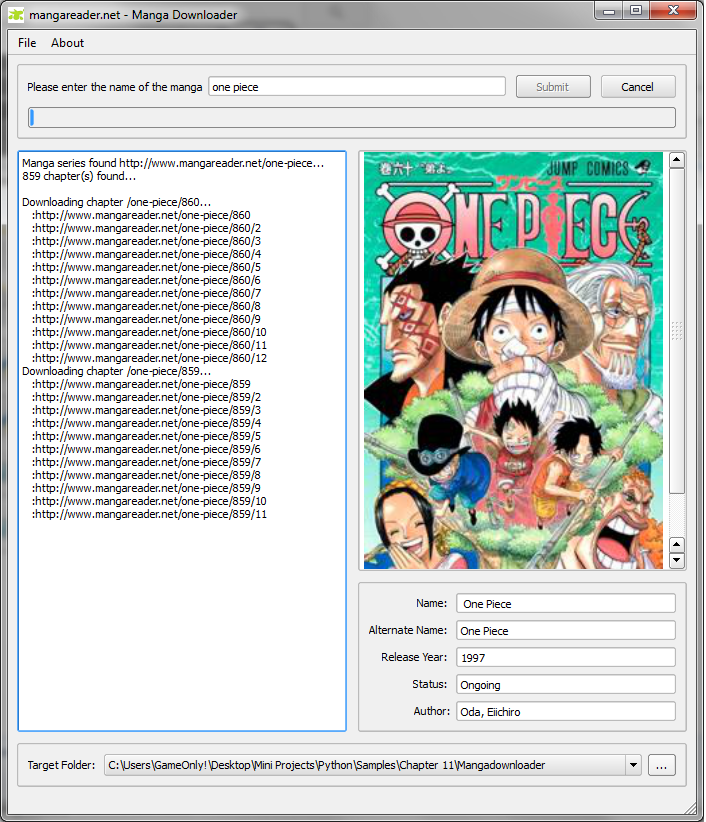 mangareader.net - Manga Downloader
File About
Please enter the name of the manga one piece Submit Cancel
Manga series found http://www.mangareader.net/one-piece...
859 chapter(s) found...
Downloading chapter /one-piece/860...
:http://www.mangareader.net/one-piece/860
:http://www.mangareader.net/one-piece/860/2
:http://www.mangareader.net/one-piece/860/3
:http://www.mangareader.net/one-piece/860/4
:http://www.mangareader.net/one-piece/860/5
:http://www.mangareader.net/one-piece/860/6
:http://www.mangareader.net/one-piece/860/7
:http://www.mangareader.net/one-piece/860/8
:http://www.mangareader.net/one-piece/860/9
:http://www.mangareader.net/one-piece/860/10
:http://www.mangareader.net/one-piece/860/11
:http://www.mangareader.net/one-piece/860/12
Downloading chapter /one-piece/859...
:http://www.mangareader.net/one-piece/859
:http://www.mangareader.net/one-piece/859/2
:http://www.mangareader.net/one-piece/859/3
:http://www.mangareader.net/one-piece/859/4
:http://www.mangareader.net/one-piece/859/5
:http://www.mangareader.net/one-piece/859/6
:http://www.mangareader.net/one-piece/859/7
:http://www.mangareader.net/one-piece/859/8
:http://www.mangareader.net/one-piece/859/9
:http://www.mangareader.net/one-piece/859/10
:http://www.mangareader.net/one-piece/859/11
巻六十 JUMP COMICS
ワンピース
ONE PIECE
Name: One Piece
Alternate Name: One Piece
Release Year: 1997
Status: Ongoing
Author: Oda, Eiichiro
Target Folder: C:\Users\GameOnly!\Desktop\Mini Projects\Python\Samples\Chapter 11\Mangadownloader ...